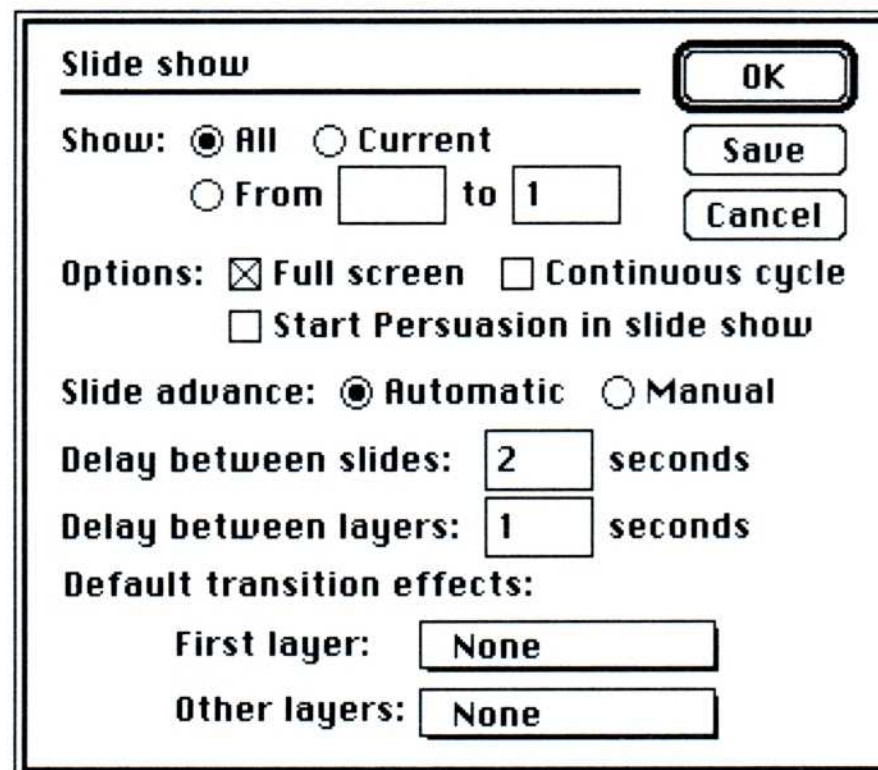 Slide show
OK
Show: All Current
Save
From to 1
Cancel
Options: Full screen Continuous cycle
Start Persuasion in slide show
Slide advance: Automatic Manual
Delay between slides: 2 seconds
Delay between layers: 1 seconds
Default transition effects:
First layer: None
Other layers: None